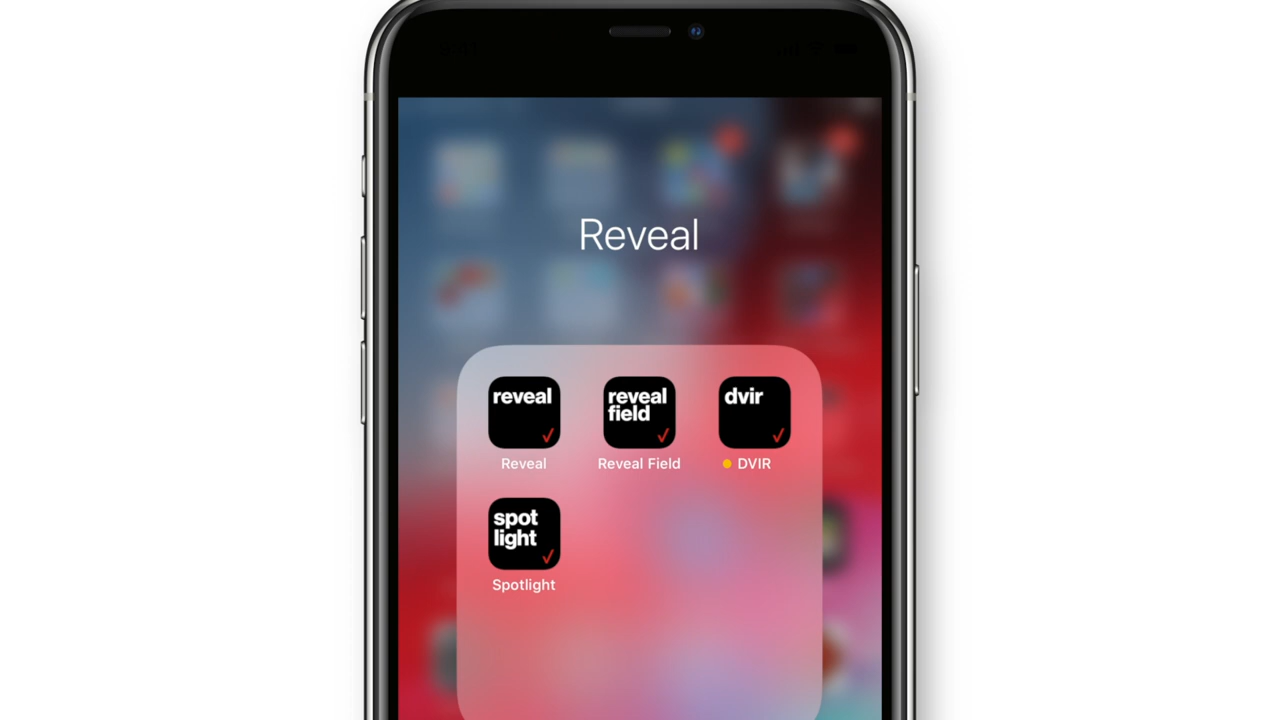 Reveal
reveal
reveal
field
dvir
Reveal
Reveal Field
DVIR
spot
light
Spotlight